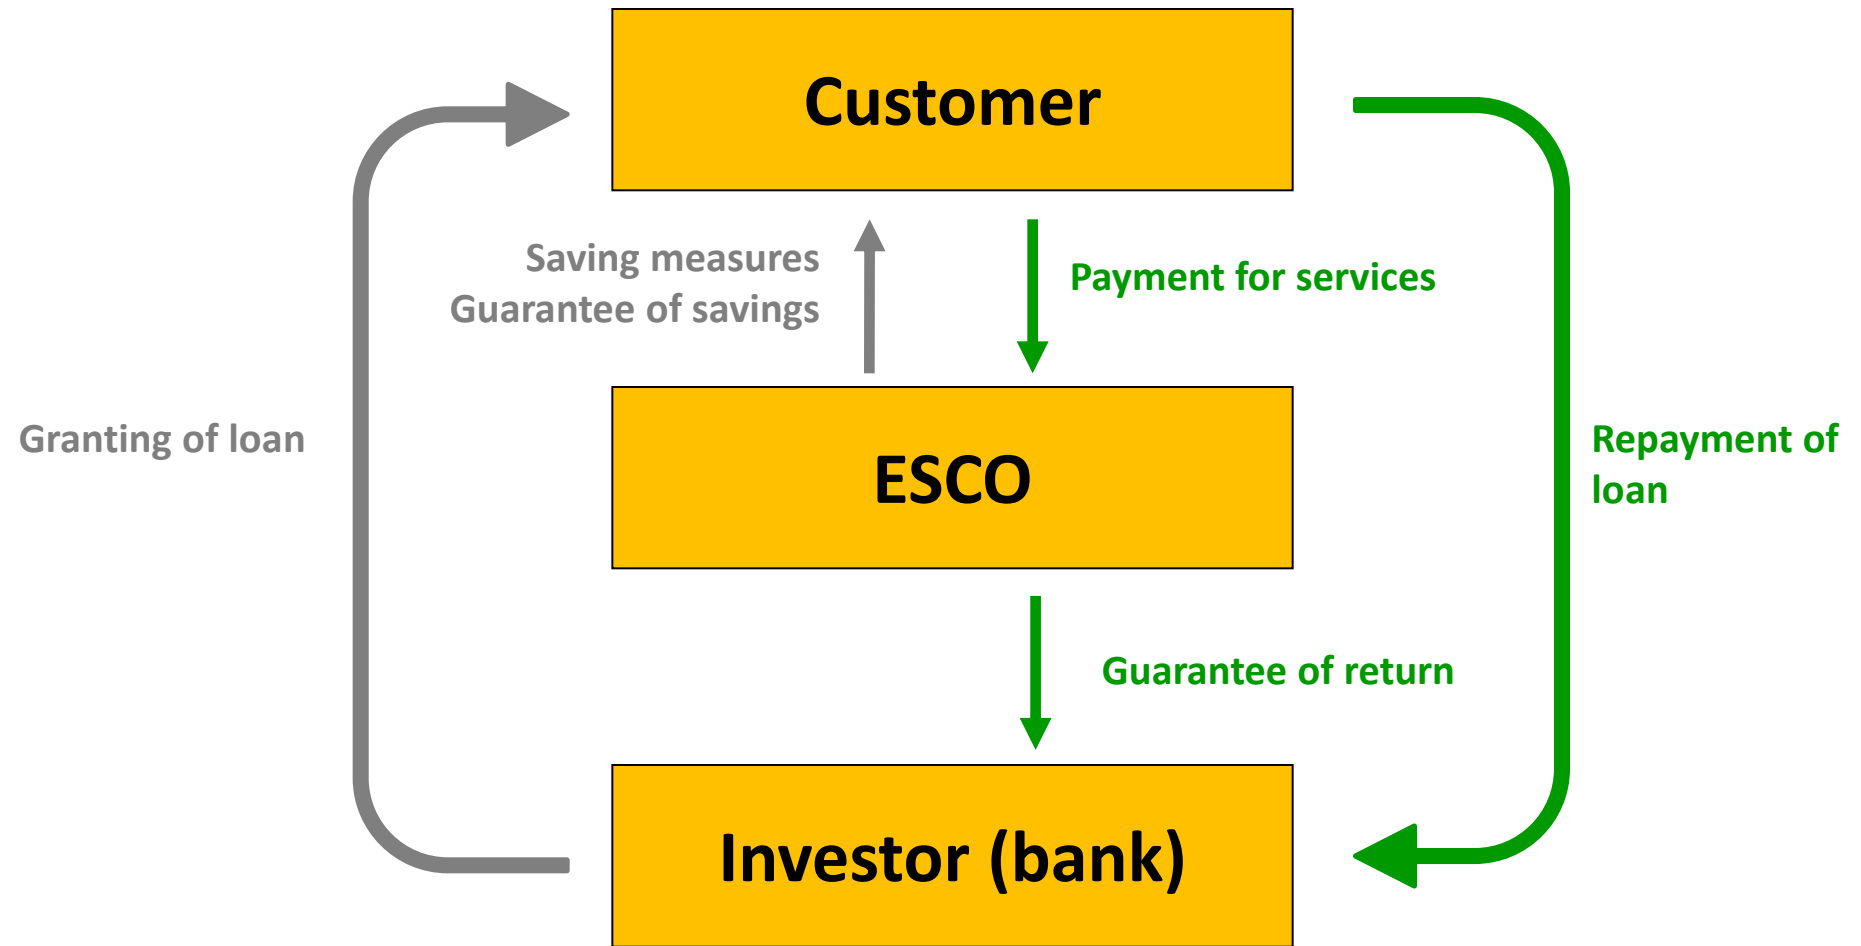 Customer
Saving measures
Guarantee of savings
Payment for services
Granting of loan
ESCO
Repayment of
loan
Guarantee of return
Investor (bank)